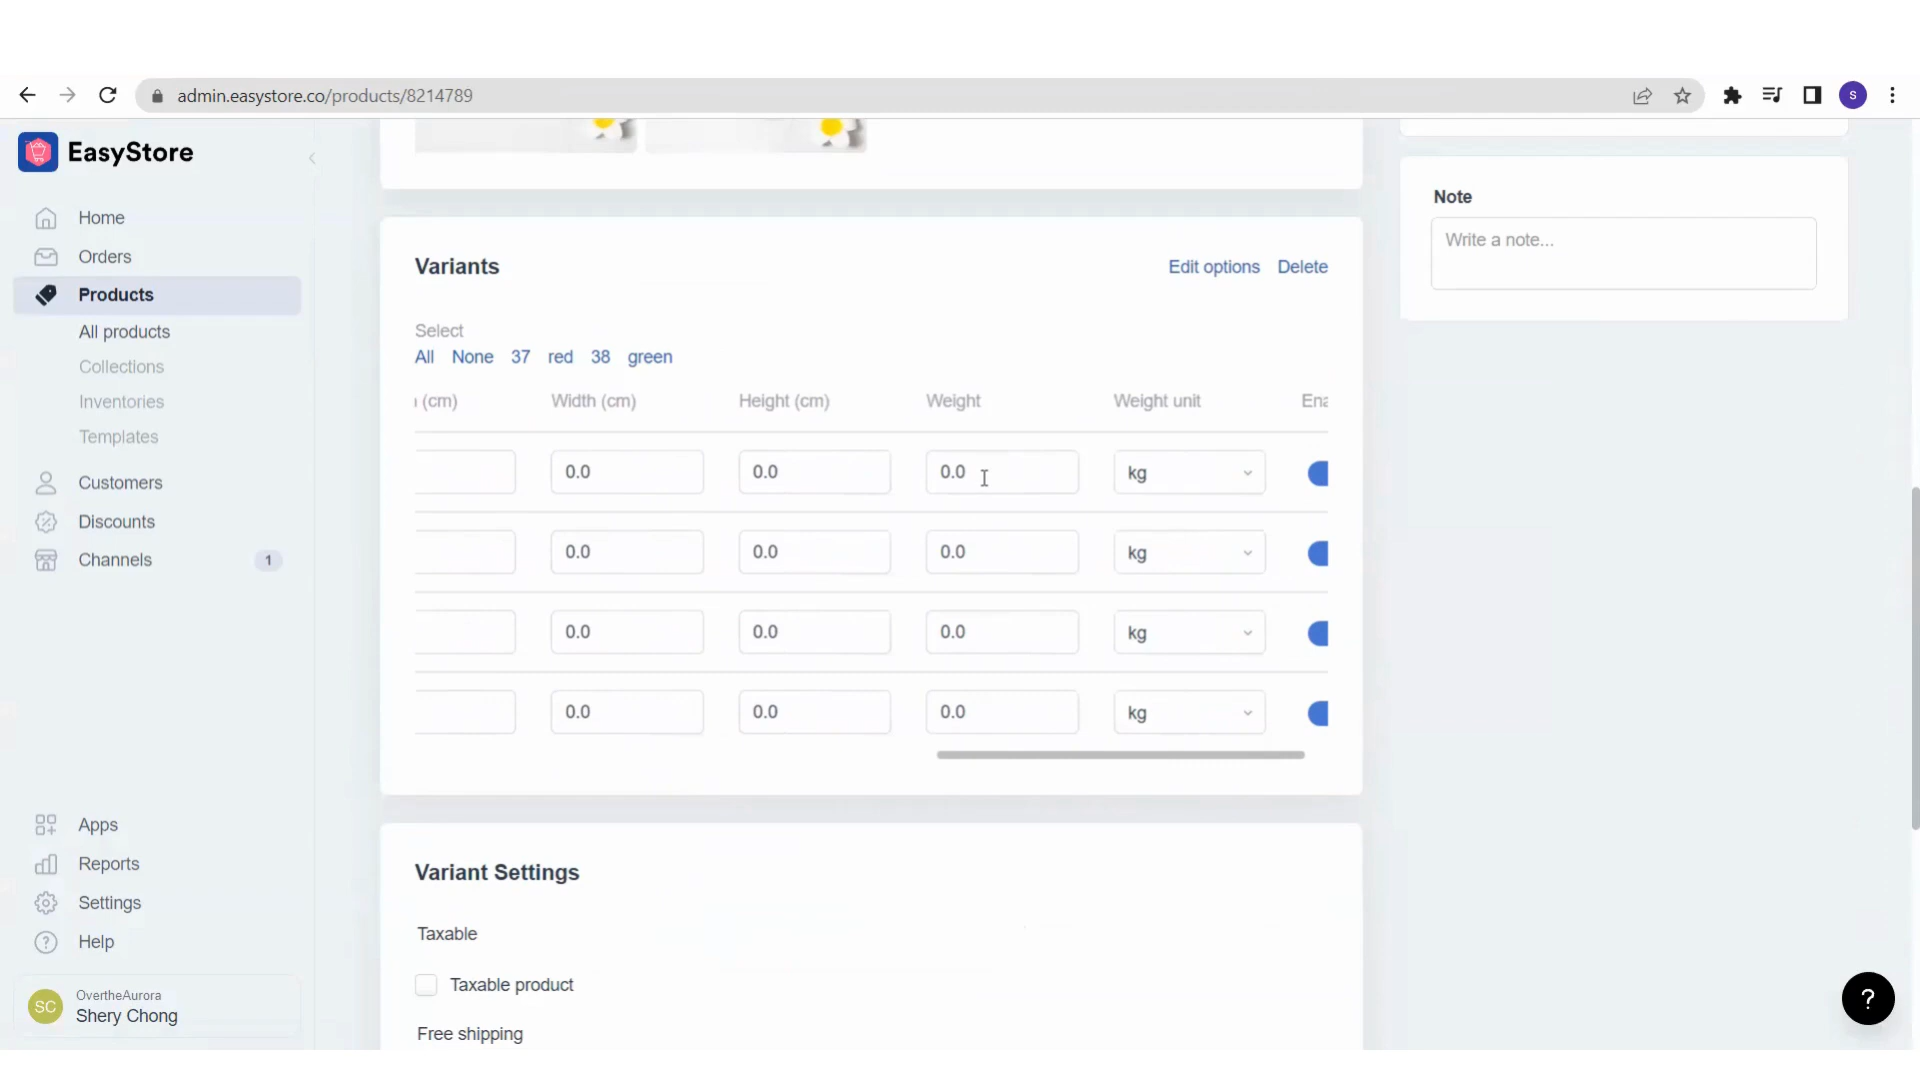 admin.easystore.co/products/8214789
S
EasyStore
Home
Orders
Products
All products
Collections
Inventories
Templates
Customers
Discounts
Channels 1
Apps
Reports
Settings
Help
SC
OvertheAurora
Shery Chong
Variants
Edit options Delete
Select
All None 37 red 38 green
(cm) Width (cm) Height (cm) Weight Weight unit Ena
0.0 0.0 0.0 kg
0.0 0.0 0.0 kg
0.0 0.0 0.0 kg
0.0 0.0 0.0 kg
Variant Settings
Taxable
Taxable product
Free shipping
Note
Write a note...
?